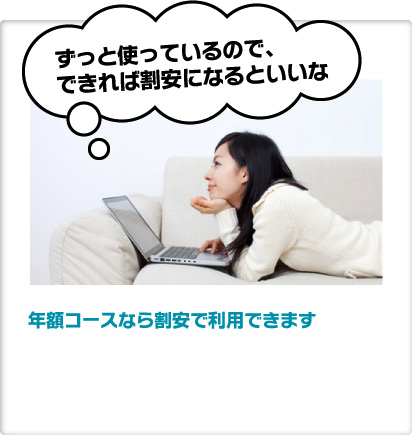 ずっと使っているので、
できれば割安になるといいな
年額コースなら割安で利用できます